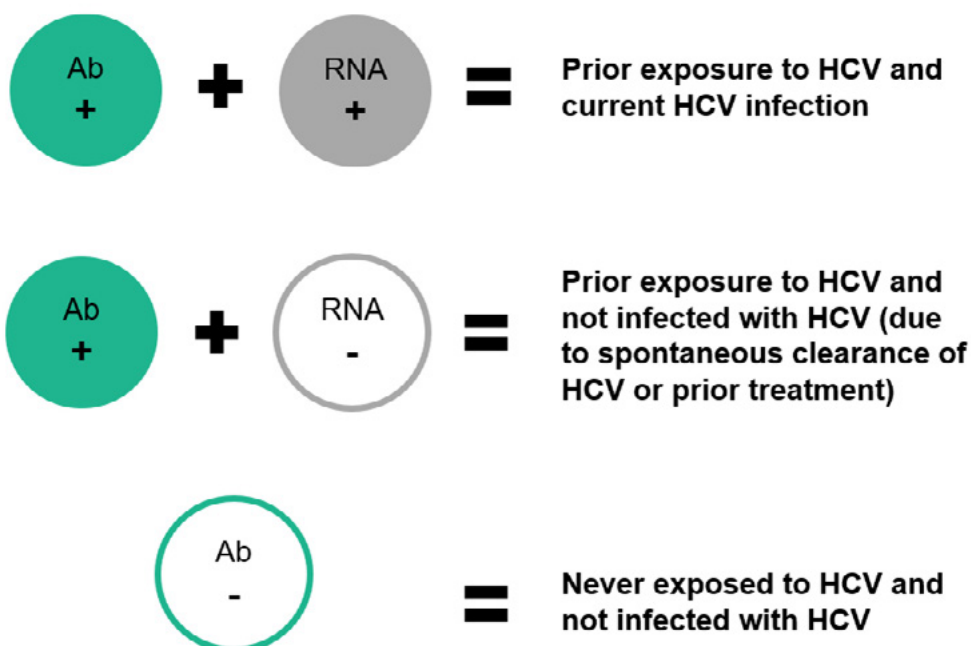 Ab
+
+
RNA
+
=
Prior exposure to HCV and
current HCV infection
Ab
+
+
RNA
-
=
Prior exposure to HCV and
not infected with HCV (due
to spontaneous clearance of
HCV or prior treatment)
Ab
-
=
Never exposed to HCV and
not infected with HCV